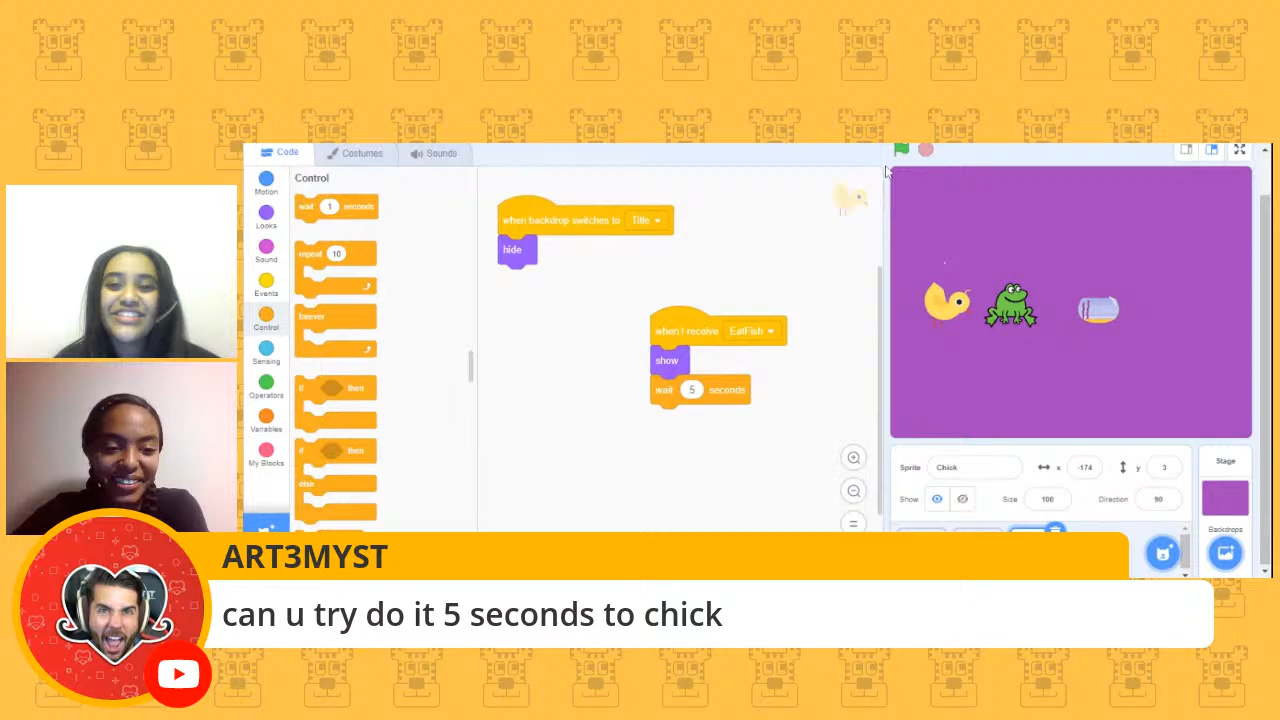 Code
Costumes
Sounds
Motion
Looks
Sound
Events
Control
Sensing
Operators
Variables
My Blocks
Control
wait 1 seconds
repeat 10
forever
if then
if then
else
when backdrop switches to Title
hide
when I receive EatFish
show
wait 5 seconds
Sprite Chick x -174 y 3
Show Size 100 Direction 90
Stage
Backdrops
ART3MYST
can u try do it 5 seconds to chick